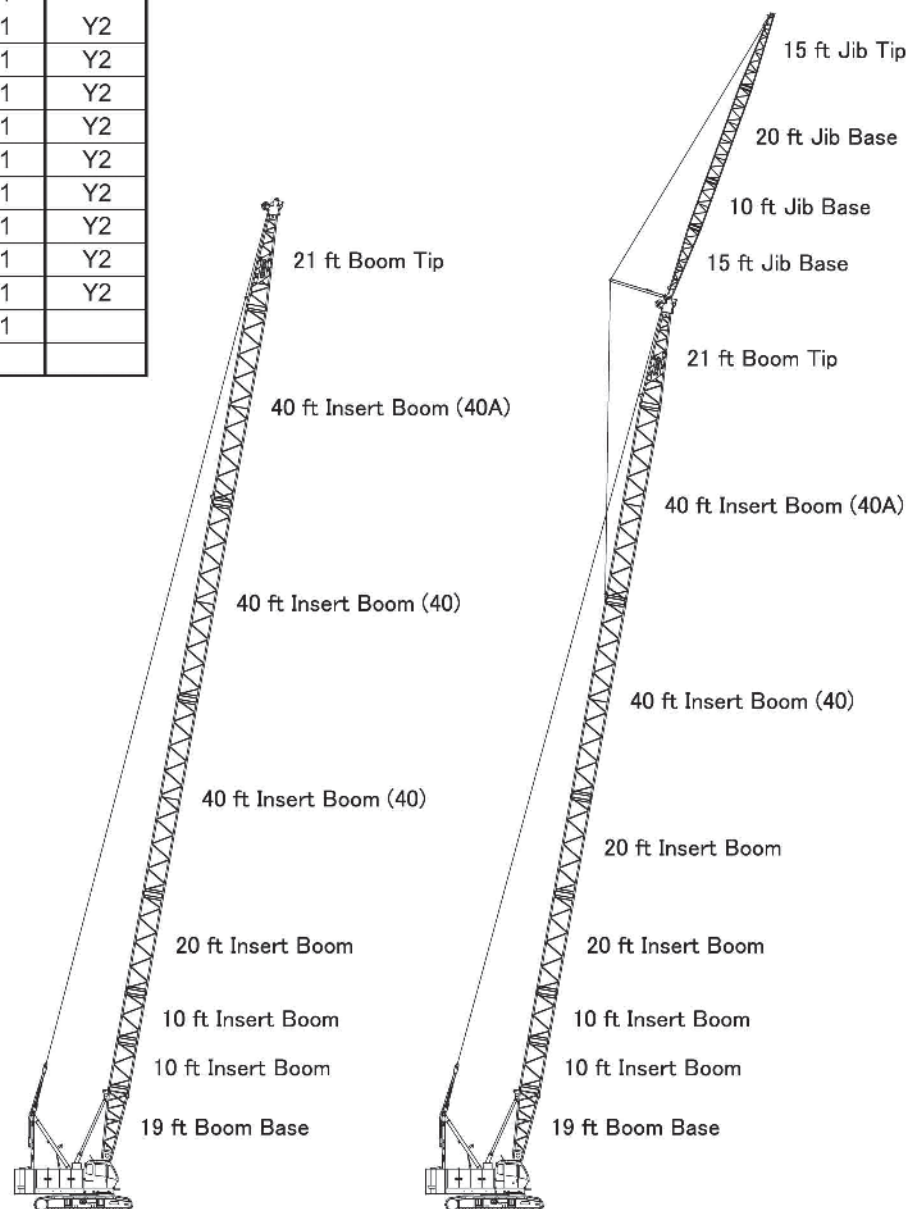 1 Y2
1 Y2
1 Y2
1 Y2
1 Y2
1 Y2
1 Y2
1 Y2
1 Y2
1
21 ft Boom Tip
40 ft Insert Boom (40A)
40 ft Insert Boom (40)
40 ft Insert Boom (40)
20 ft Insert Boom
10 ft Insert Boom
10 ft Insert Boom
19 ft Boom Base
15 ft Jib Tip
20 ft Jib Base
10 ft Jib Base
15 ft Jib Base
21 ft Boom Tip
40 ft Insert Boom (40A)
40 ft Insert Boom (40)
20 ft Insert Boom
20 ft Insert Boom
10 ft Insert Boom
10 ft Insert Boom
19 ft Boom Base